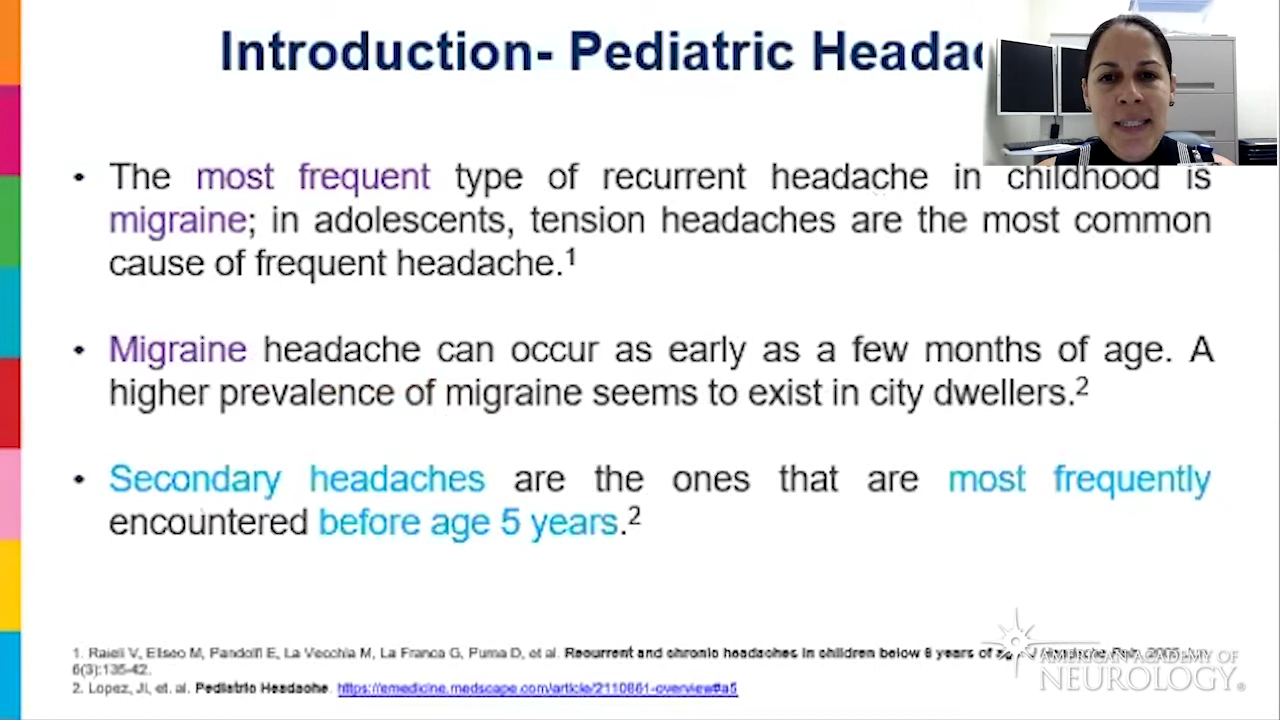 Introduction- Pediatric Headac
• The most frequent type of recurrent headache in childhood is
migraine; in adolescents, tension headaches are the most common
cause of frequent headache.1
• Migraine headache can occur as early as a few months of age. A
higher prevalence of migraine seems to exist in city dwellers.2
• Secondary headaches are the ones that are most frequently
encountered before age 5 years.2
1. Raieli V, Eliseo M, Pandolfi E, La Vecchia M, La Franca G, Puma D, et al. Recurrent and chronic headaches in children below 6 years of
6(3):135-42.
2. Lopez, JI, et. al. Pediatric Headache. https://emedicine.medscape.com/article/2110861-overview#a5
AMERICAN ACADEMY OF
NEUROLOGY®